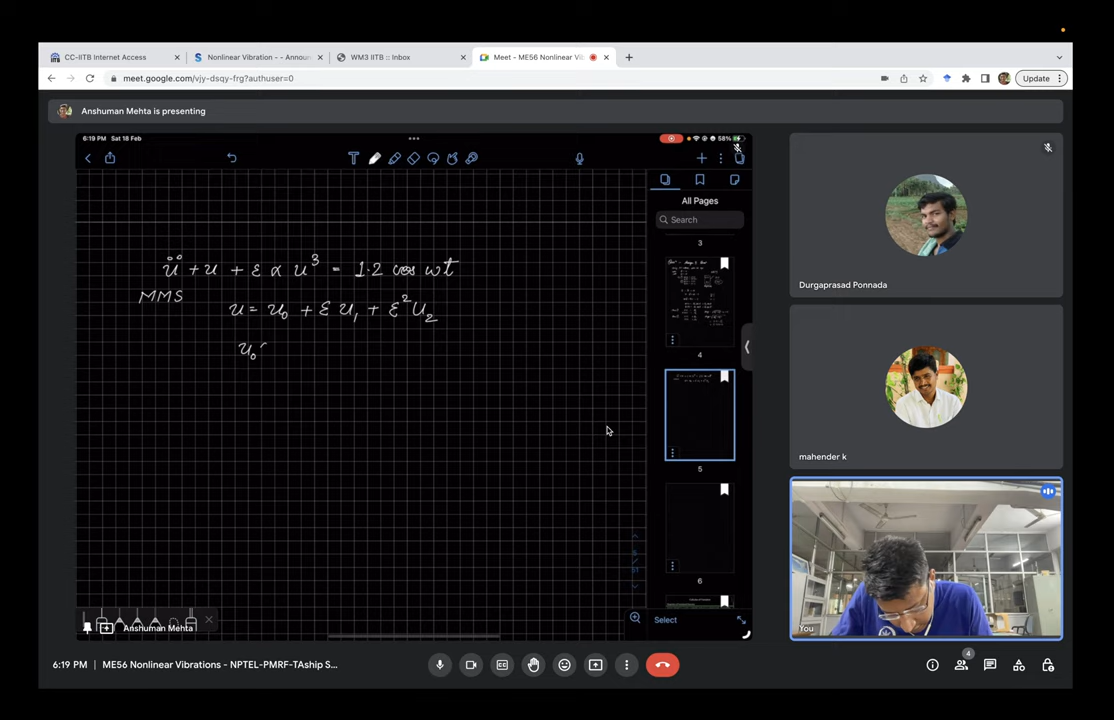 CC-IITB Internet Access
Nonlinear Vibration - - Announ
WM3 IITB :: Inbox
Meet - ME56 Nonlinear Vib
meet.google.com/vjy-dsqy-frg?authuser=0
Update
Anshuman Mehta is presenting
6:19 PM Sat 18 Feb
58%
All Pages
Search
3
ü + u + ε α u³ = 1.2 cos ωt
MMS
u = u₀ + ε u₁ + ε² u₂
u₀
4
5
6
Select
Anshuman Mehta
Durgaprasad Ponnada
mahender k
You
6:19 PM | ME56 Nonlinear Vibrations - NPTEL-PMRF-TAship S...
4